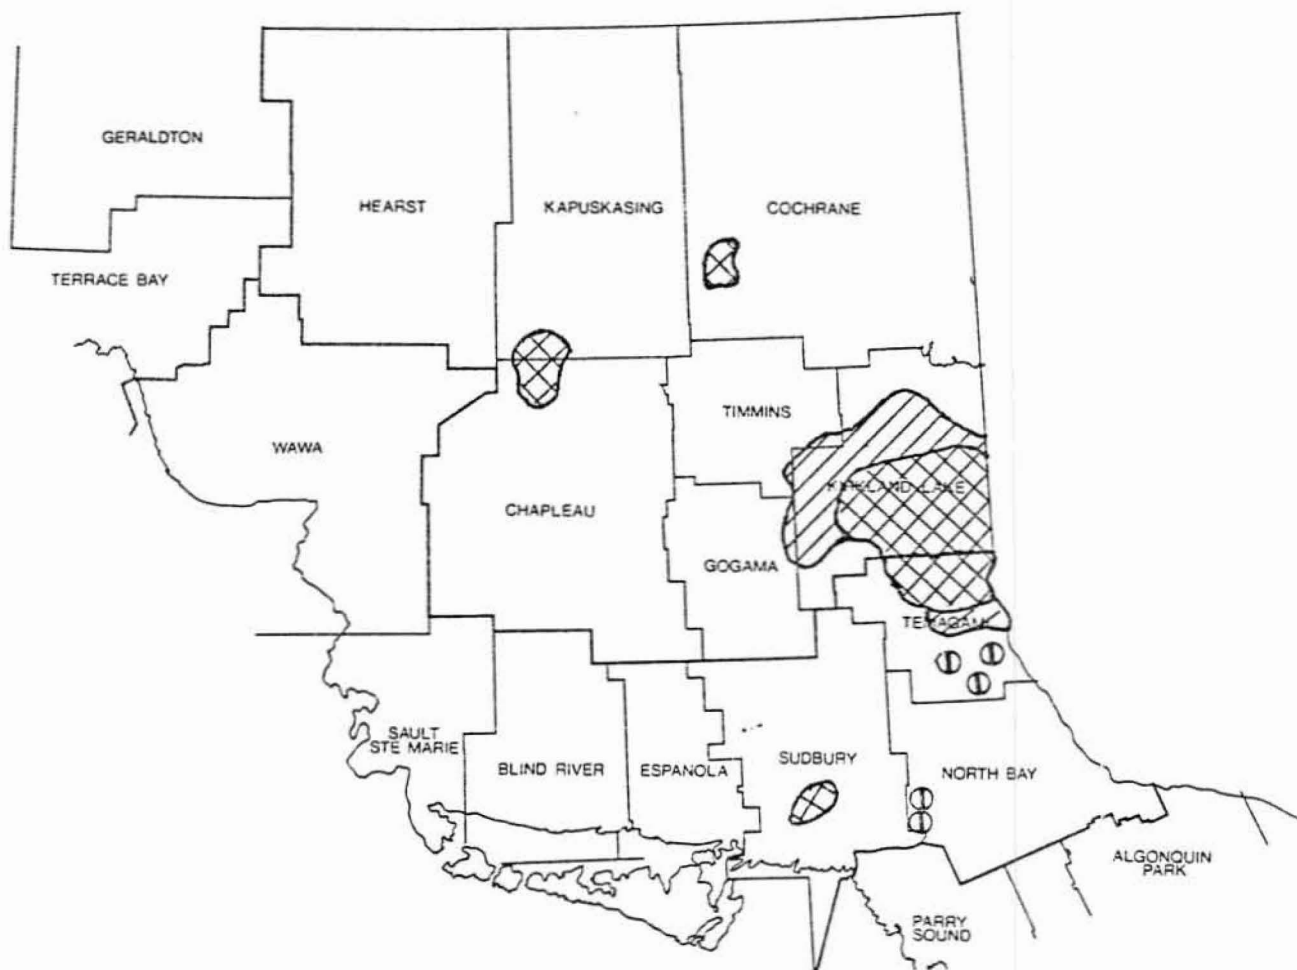 GERALDTON
HEARST
KAPUSKASING
COCHRANE
TERRACE BAY
TIMMINS
WAWA
KIRKLAND LAKE
CHAPLEAU
GOGAMA
TEMAGAMI
SAULT
STE MARIE
BLIND RIVER
ESPANOLA
SUDBURY
NORTH BAY
ALGONQUIN
PARK
PARRY
SOUND